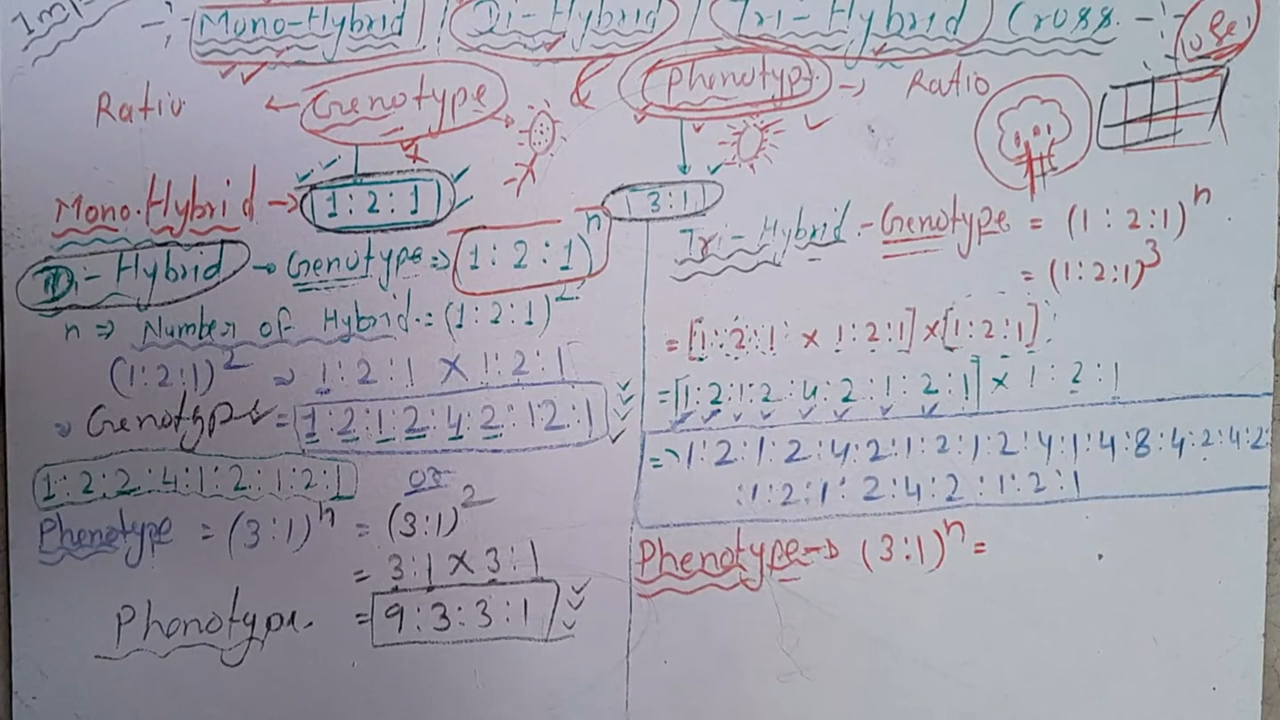 Imp
-: Mono-Hybrid / Di-Hybrid / Tri-Hybrid Cross. -:
Ratio ← Genotype & Phenotype → Ratio
Mono.Hybrid → 1:2:1
3:1
Di-Hybrid → Genotype ⇒ (1:2:1)^n
n ⇒ Number of Hybrid. = (1:2:1)^2
(1:2:1)^2 ⇒ 1:2:1 × 1:2:1
Genotype = 1:2:1:2:4:2:12:1
1:2:2:4:1:2:1:2:1 or
Phenotype = (3:1)^n = (3:1)^2
= 3:1 × 3:1
Phenotype. = 9:3:3:1
Tri-Hybrid - Genotype = (1:2:1)^n
= (1:2:1)^3
= [1:2:1 × 1:2:1] × [1:2:1]
= [1:2:1:2:4:2:1:2:1] × 1:2:1
⇒ 1:2:1:2:4:2:1:2:1:2:4:1:4:8:4:2:4:2
:1:2:1:2:4:2:1:2:1
Phenotype → (3:1)^n =